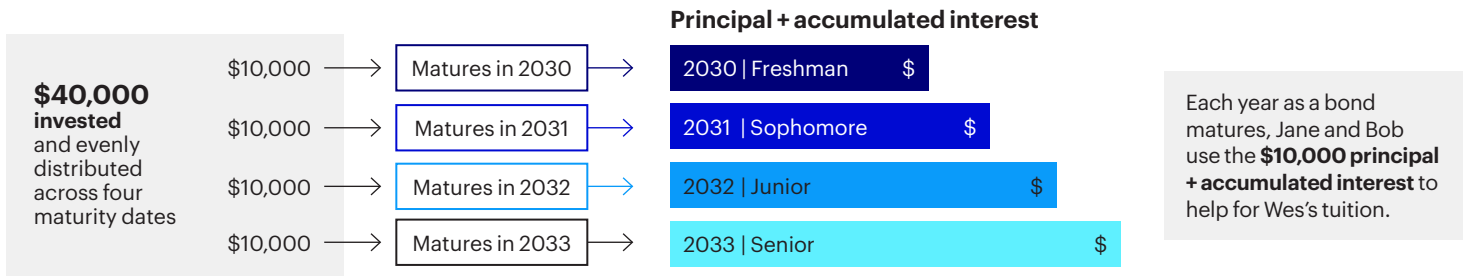 Principal + accumulated interest
$40,000
invested
and evenly
distributed
across four
maturity dates
$10,000 Matures in 2030 2030 | Freshman $
$10,000 Matures in 2031 2031 | Sophomore $
$10,000 Matures in 2032 2032 | Junior $
$10,000 Matures in 2033 2033 | Senior $
Each year as a bond
matures, Jane and Bob
use the $10,000 principal
+ accumulated interest to
help for Wes's tuition.